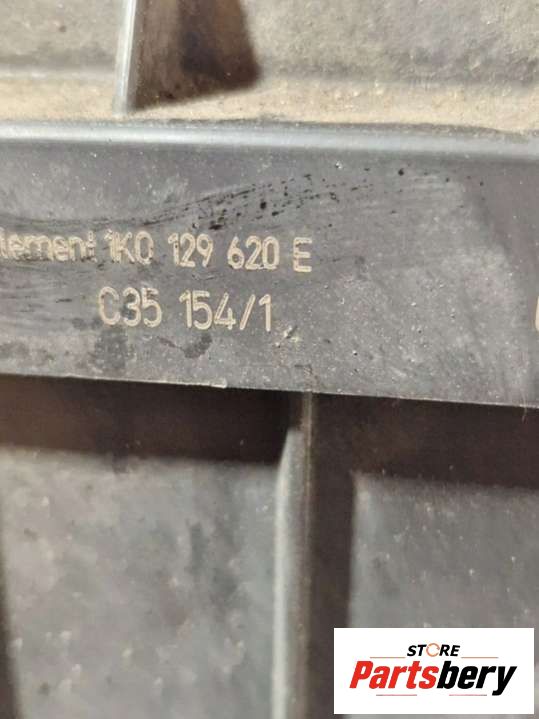 lement 1K0 129 620 E
C35 154/1
STORE
Partsbery